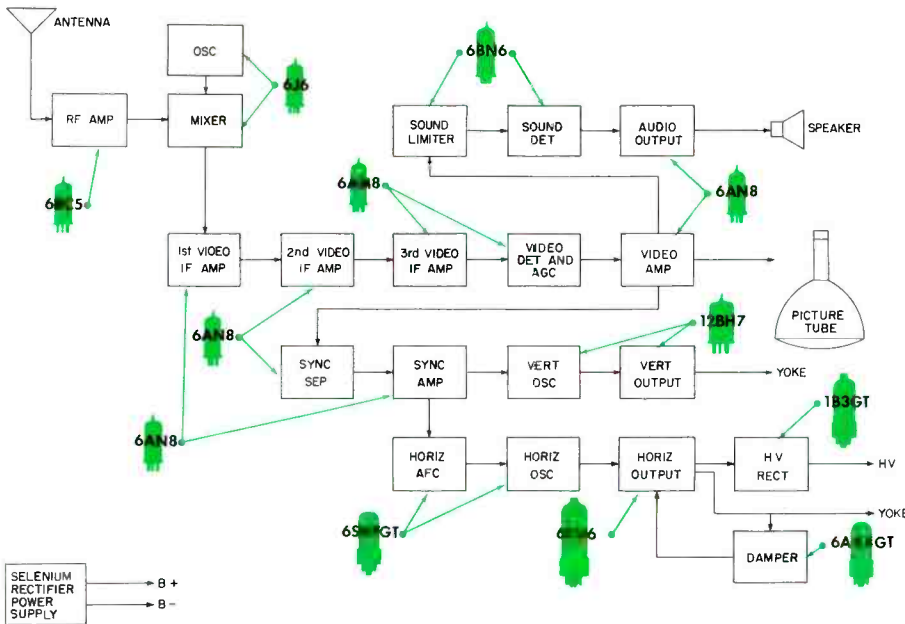 ANTENNA
OSC
6J6
6BN6
RF AMP
MIXER
SOUND
LIMITER
SOUND
DET
AUDIO
OUTPUT
SPEAKER
6AM8
6AN8
1st VIDEO
IF AMP
2nd VIDEO
IF AMP
3rd VIDEO
IF AMP
VIDEO
DET AND
AGC
VIDEO
AMP
PICTURE
TUBE
6AN8
12BH7
SYNC
SEP
SYNC
AMP
VERT
OSC
VERT
OUTPUT
YOKE
1B3GT
6AN8
HORIZ
AFC
HORIZ
OSC
HORIZ
OUTPUT
HV
RECT
HV
YOKE
6SN7GT
DAMPER
SELENIUM
RECTIFIER
POWER
SUPPLY
B+
B-